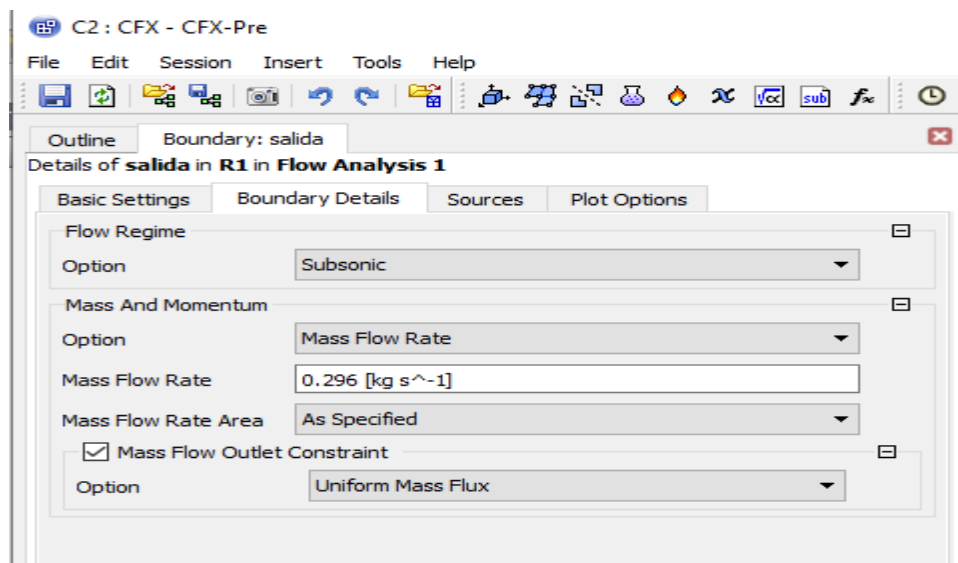 C2 : CFX - CFX-Pre
File Edit Session Insert Tools Help
Outline Boundary: salida
Details of salida in R1 in Flow Analysis 1
Basic Settings Boundary Details Sources Plot Options
Flow Regime
Option Subsonic
Mass And Momentum
Option Mass Flow Rate
Mass Flow Rate 0.296 [kg s^-1]
Mass Flow Rate Area As Specified
Mass Flow Outlet Constraint
Option Uniform Mass Flux